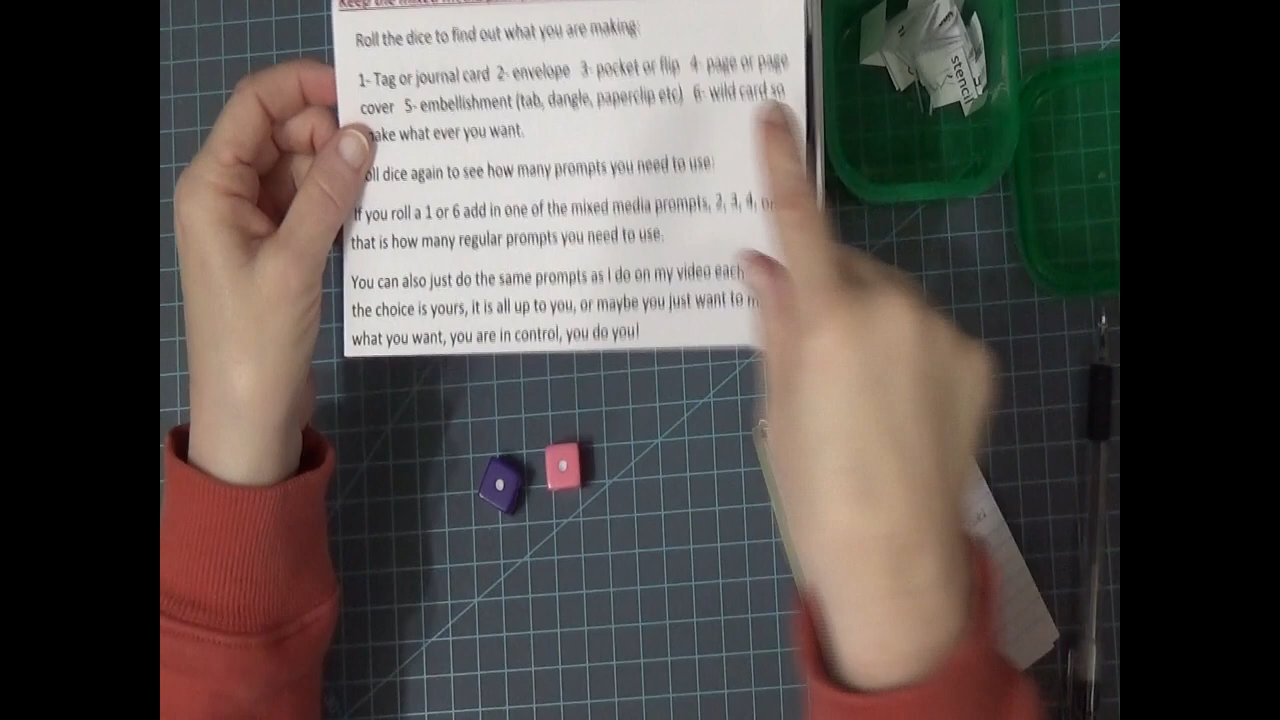 Keep the mixed media
Roll the dice to find out what you are making:
1- Tag or journal card 2- envelope 3- pocket or flip 4- page or page
cover 5- embellishment (tab, dangle, paperclip etc) 6- wild card so
make what ever you want.
oll dice again to see how many prompts you need to use:
If you roll a 1 or 6 add in one of the mixed media prompts, 2, 3, 4, or
that is how many regular prompts you need to use.
You can also just do the same prompts as I do on my video each
the choice is yours, it is all up to you, or maybe you just want to m
what you want, you are in control, you do you!
stencil